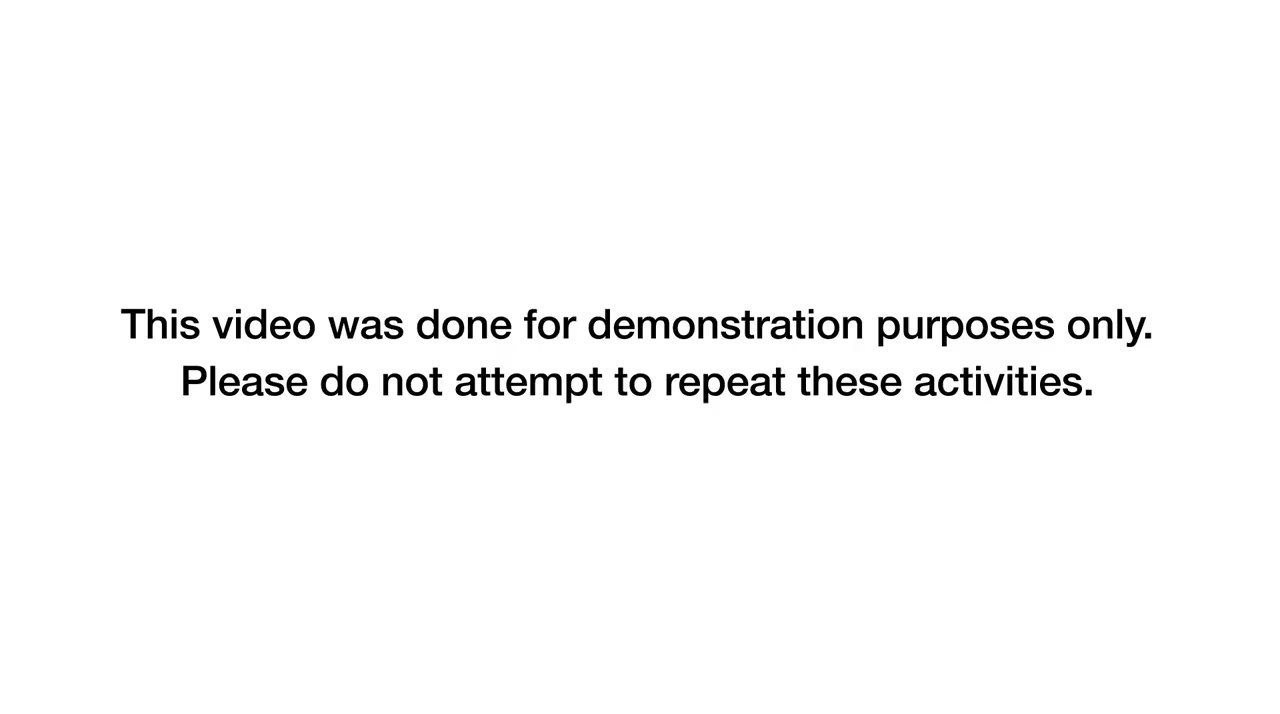 This video was done for demonstration purposes only.
Please do not attempt to repeat these activities.